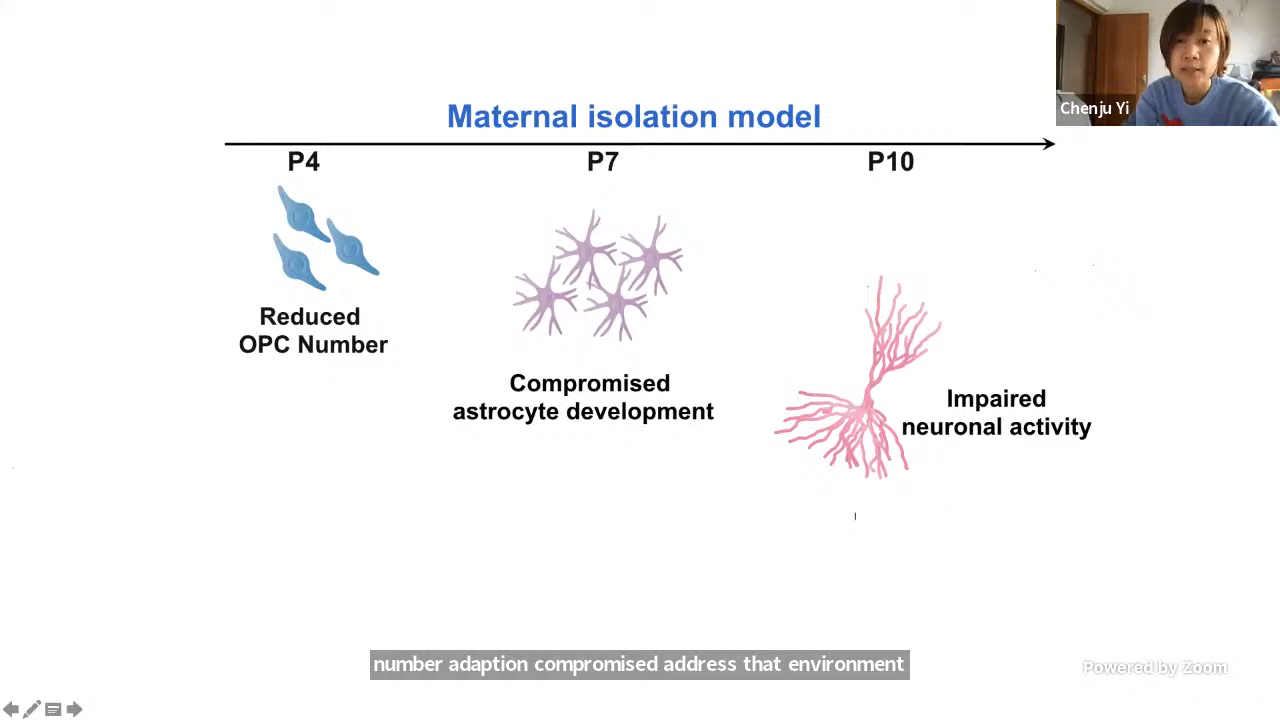 Chenju Yi
Maternal isolation model
P4
P7
P10
Reduced
OPC Number
Compromised
astrocyte development
Impaired
neuronal activity
number adaption compromised address that environment
Powered by Zoom